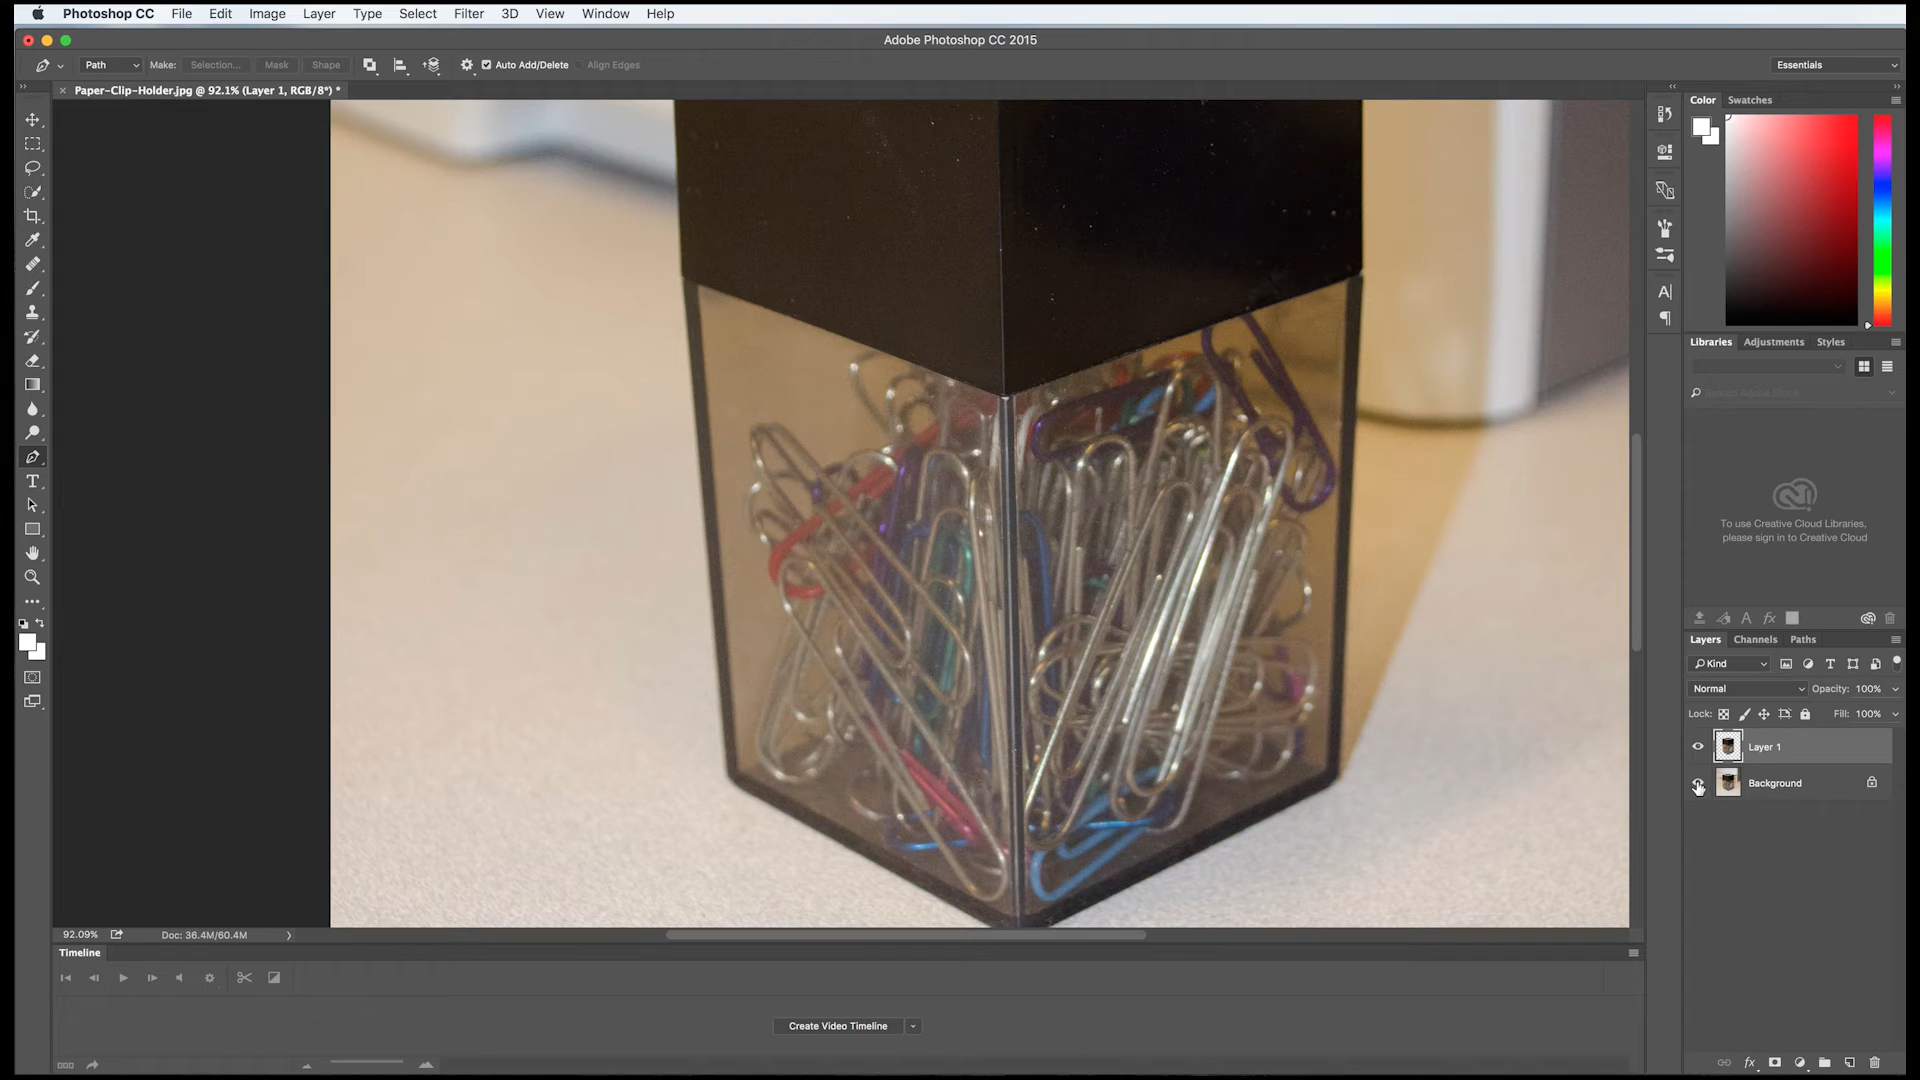 Photoshop CC File Edit Image Layer Type Select Filter 3D View Window Help
Adobe Photoshop CC 2015
Path Make: Selection... Mask Shape Auto Add/Delete Align Edges Essentials
Paper-Clip-Holder.jpg @ 92.1% (Layer 1, RGB/8*) *
Color Swatches
Libraries Adjustments Styles
Search Adobe Stock
To use Creative Cloud Libraries,
please sign in to Creative Cloud
Layers Channels Paths
Kind
Normal Opacity: 100%
Lock: Fill: 100%
Layer 1
Background
92.09% Doc: 36.4M/60.4M
Timeline
Create Video Timeline